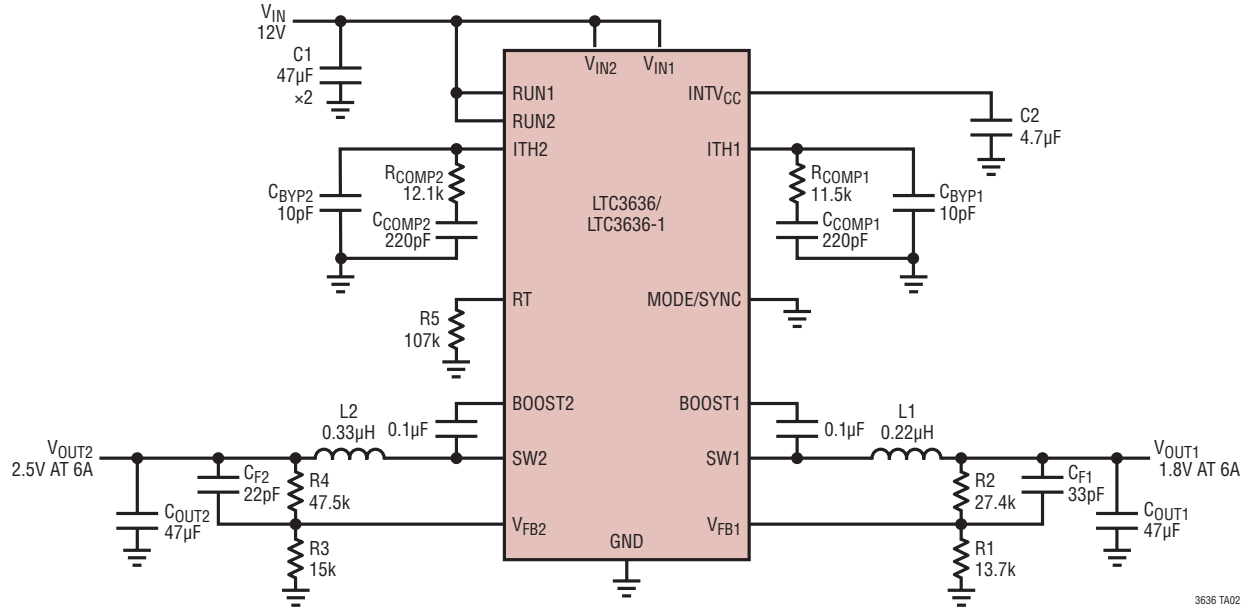 VIN
12V
C1
47µF
×2
VIN2
VIN1
RUN1
RUN2
INTVCC
C2
4.7µF
ITH2
ITH1
RCOMP2
12.1k
CBYP2
10pF
CCOMP2
220pF
LTC3636/
LTC3636-1
RCOMP1
11.5k
CBYP1
10pF
CCOMP1
220pF
RT
MODE/SYNC
R5
107k
BOOST2
BOOST1
L2
0.33µH
0.1µF
0.1µF
L1
0.22µH
VOUT2
2.5V AT 6A
SW2
SW1
VOUT1
1.8V AT 6A
CF2
22pF
R4
47.5k
R2
27.4k
CF1
33pF
COUT2
47µF
COUT1
47µF
VFB2
VFB1
GND
R3
15k
R1
13.7k
3636 TA02